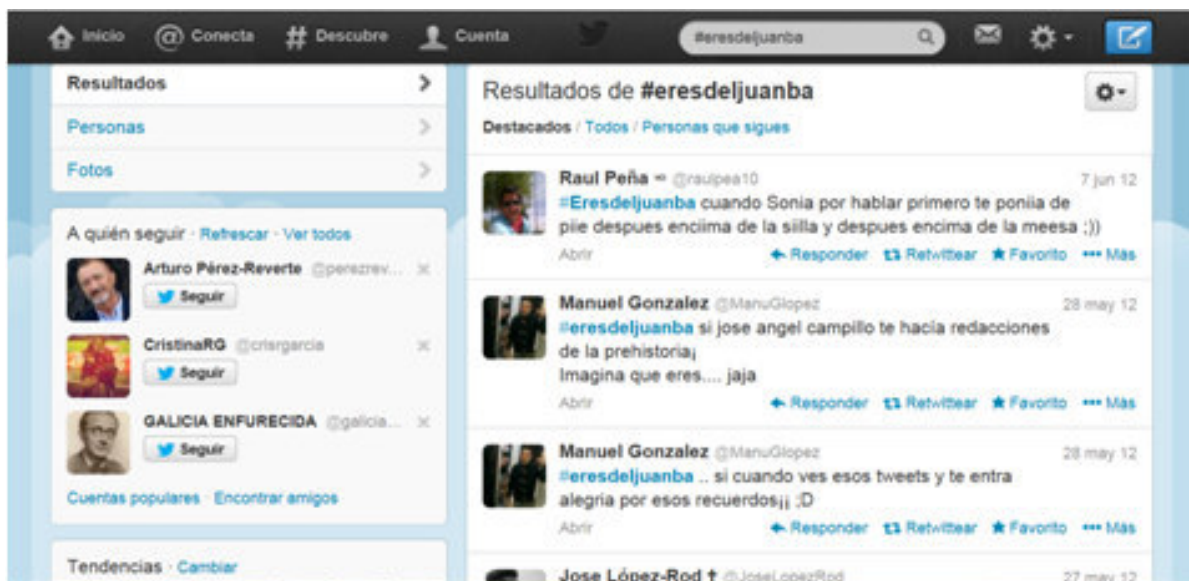 Inicio
Conecta
Descubre
Cuenta
#eresdeljuanba
Resultados
Personas
Fotos
A quién seguir · Refrescar · Ver todos
Arturo Pérez-Reverte @perezrev...
Seguir
CristinaRG @crisrgarcia
Seguir
GALICIA ENFURECIDA @galicia...
Seguir
Cuentas populares · Encontrar amigos
Tendencias · Cambiar
Resultados de #eresdeljuanba
Destacados / Todos / Personas que sigues
Raul Peña @raulpea10 7 jun 12
#Eresdeljuanba cuando Sonia por hablar primero te poniia de
piie despues enciima de la siilla y despues encima de la meesa ;))
Abrir Responder Retwittear Favorito Más
Manuel Gonzalez @ManuGlopez 28 may 12
#eresdeljuanba si jose angel campillo te hacía redacciones
de la prehistoria¡
Imagina que eres.... jaja
Abrir Responder Retwittear Favorito Más
Manuel Gonzalez @ManuGlopez 28 may 12
#eresdeljuanba .. si cuando ves esos tweets y te entra
alegria por esos recuerdos¡¡ ;D
Abrir Responder Retwittear Favorito Más
Jose López-Rod † @JoseLopezRod 27 may 12